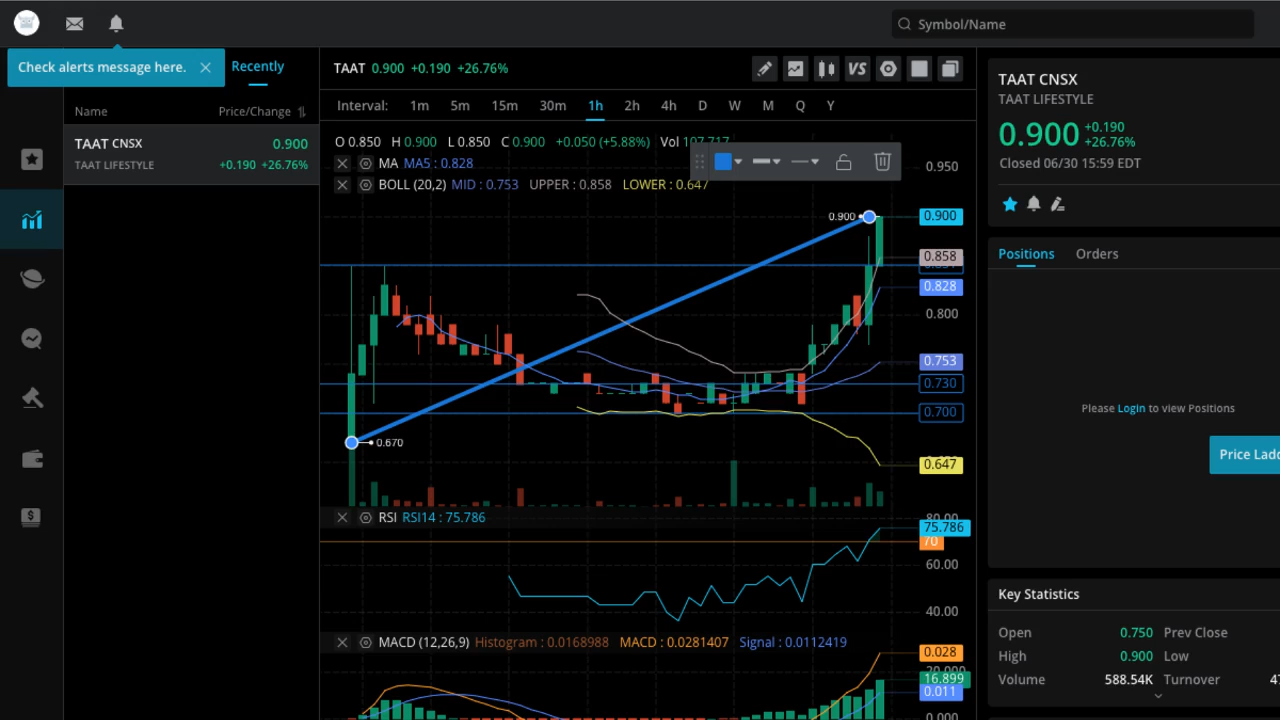 Symbol/Name
Check alerts message here.
Recently
Name Price/Change
TAAT CNSX 0.900
TAAT LIFESTYLE +0.190 +26.76%
TAAT 0.900 +0.190 +26.76%
VS
Interval: 1m 5m 15m 30m 1h 2h 4h D W M Q Y
O 0.850 H 0.900 L 0.850 C 0.900 +0.050 (+5.88%) Vol 107,717
MA MA5 : 0.828
BOLL (20,2) MID : 0.753 UPPER : 0.858 LOWER : 0.647
0.950
0.900
0.900
0.858
0.828
0.800
0.753
0.730
0.700
0.670
0.647
RSI RSI14 : 75.786
80.00
75.786
70
60.00
40.00
MACD (12,26,9) Histogram : 0.0168988 MACD : 0.0281407 Signal : 0.0112419
0.028
20.000
16.899
0.011
0.000
TAAT CNSX
TAAT LIFESTYLE
0.900 +0.190
+26.76%
Closed 06/30 15:59 EDT
Positions Orders
Please Login to view Positions
Price Ladd
Key Statistics
Open 0.750 Prev Close
High 0.900 Low
Volume 588.54K Turnover 47